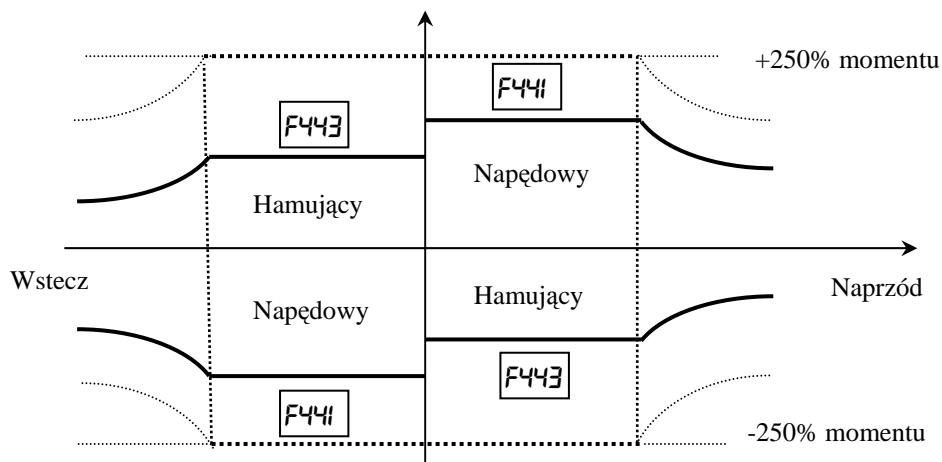 +250% momentu
F441
F443
Napędowy
Hamujący
Wstecz
Naprzód
Hamujący
Napędowy
F443
F441
-250% momentu